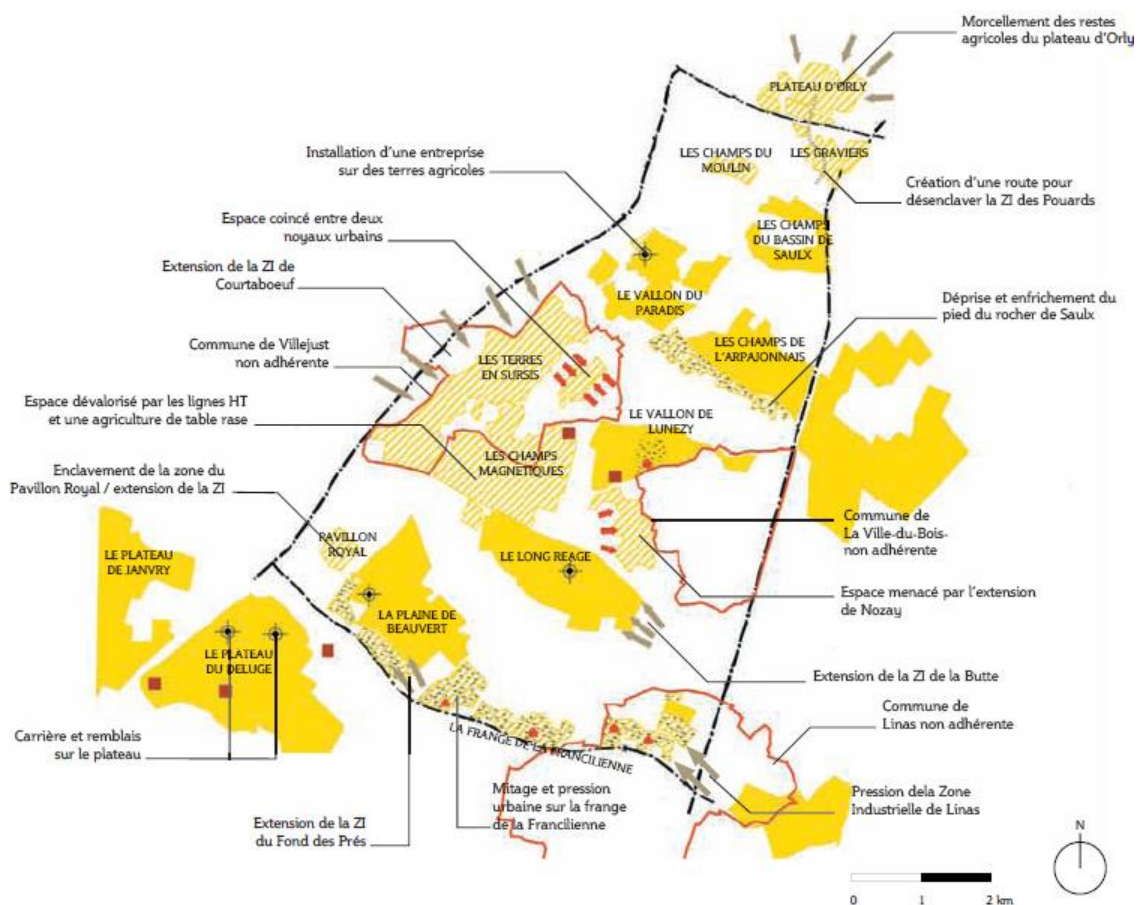 Morcellement des restes
agricoles du plateau d'Orly
PLATEAU D'ORLY
Installation d'une entreprise
sur des terres agricoles
LES CHAMPS DU
MOULIN
LES GRAVIERS
Création d'une route pour
désenclaver la ZI des Pouards
Espace coincé entre deux
noyaux urbains
LES CHAMPS
DU BASSIN DE
SAULX
Extension de la ZI de
Courtaboeuf
LE VALLON DU
PARADIS
Déprise et enfrichement du
pied du rocher de Saulx
Commune de Villejust
non adhérente
LES TERRES
EN SURSIS
LES CHAMPS DE
L'ARPAJONNAIS
Espace dévalorisé par les lignes HT
et une agriculture de table rase
LE VALLON DE
LUNEZY
LES CHAMPS
MAGNETIQUES
Enclavement de la zone du
Pavillon Royal / extension de la ZI
Commune de
La Ville-du-Bois-
non adhérente
PAVILLON
ROYAL
LE PLATEAU
DE JANVRY
LE LONG REAGE
Espace menacé par l'extension
de Nozay
LA PLAINE DE
BEAUVERT
LE PLATEAU
DU DELUGE
Extension de la ZI de la Butte
Commune de
Linas non adhérente
Carrière et remblais
sur le plateau
LA FRANGE DE LA FRANCILIENNE
Mitage et pression
urbaine sur la frange
de la Francilienne
Pression dela Zone
Industrielle de Linas
Extension de la ZI
du Fond des Prés
N
0 1 2 km